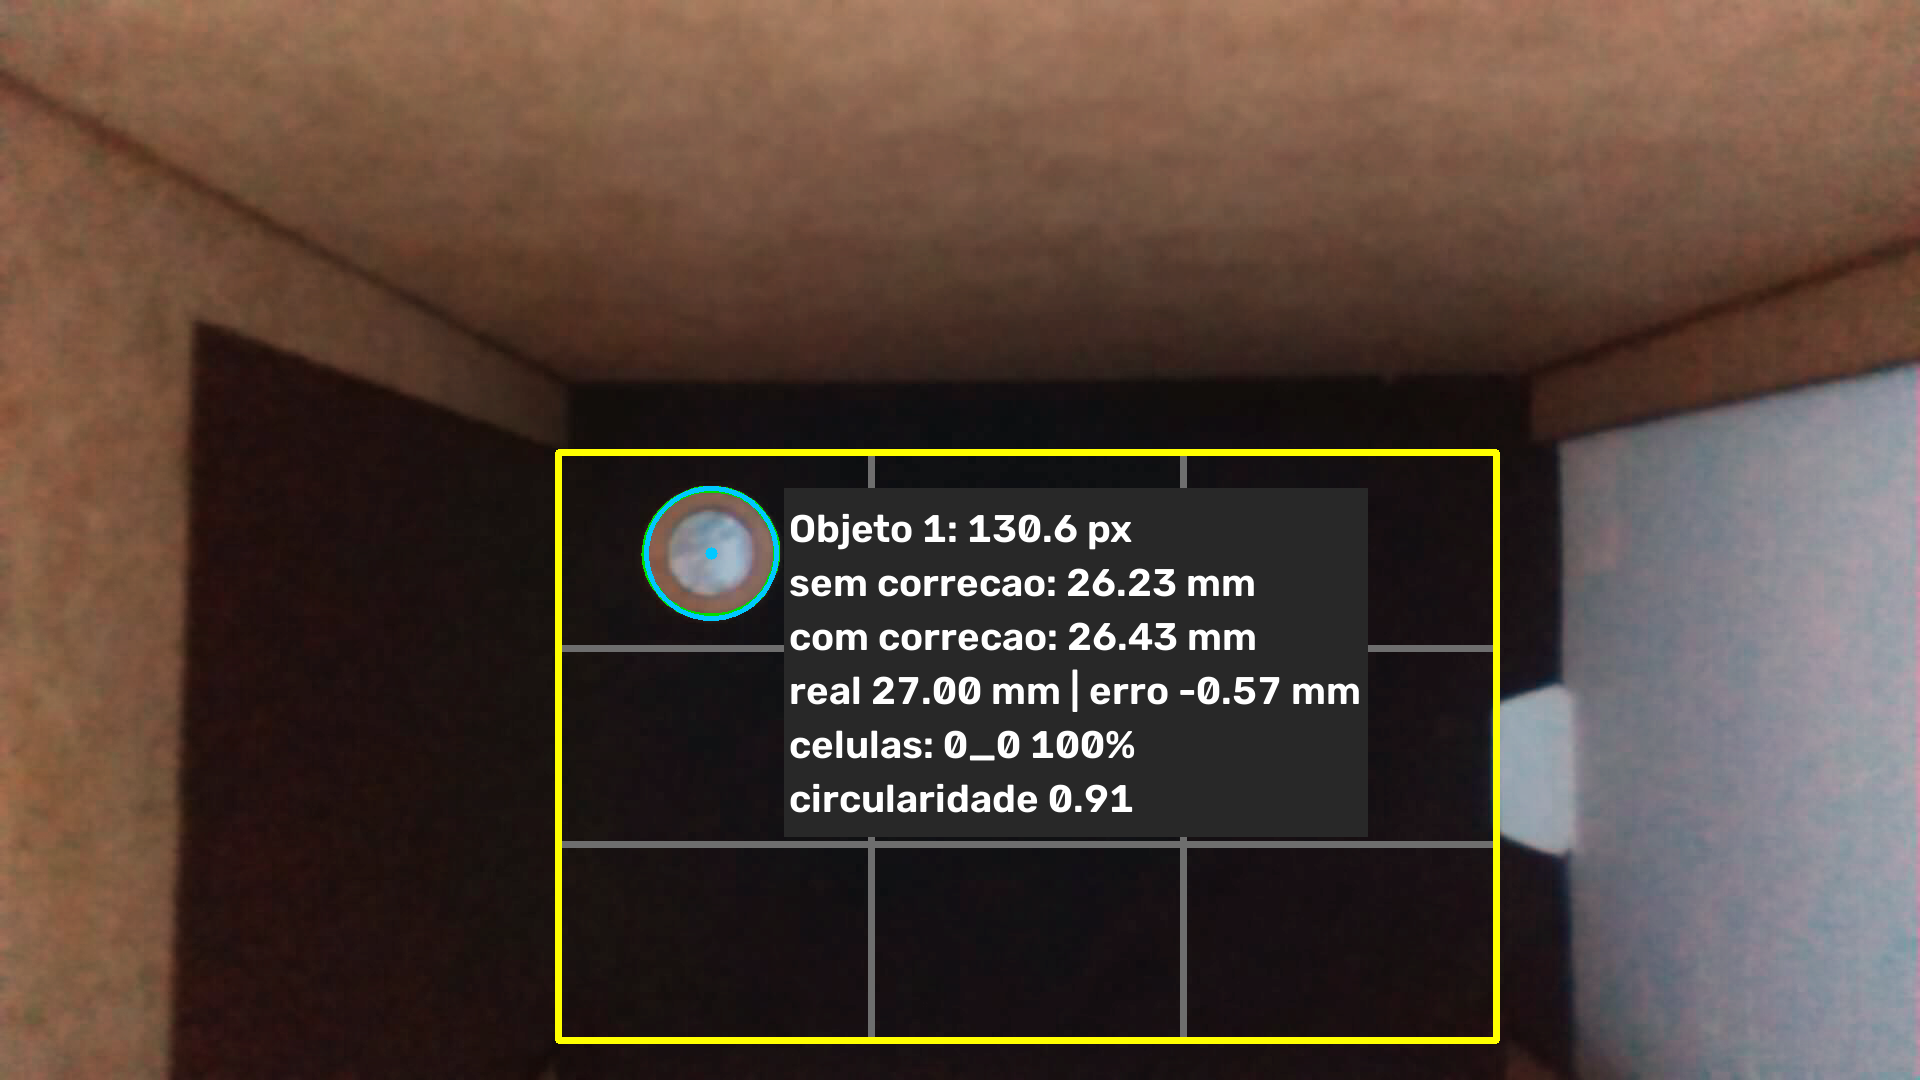 Objeto 1: 130.6 px
sem correcao: 26.23 mm
com correcao: 26.43 mm
real 27.00 mm | erro -0.57 mm
celulas: 0_0 100%
circularidade 0.91